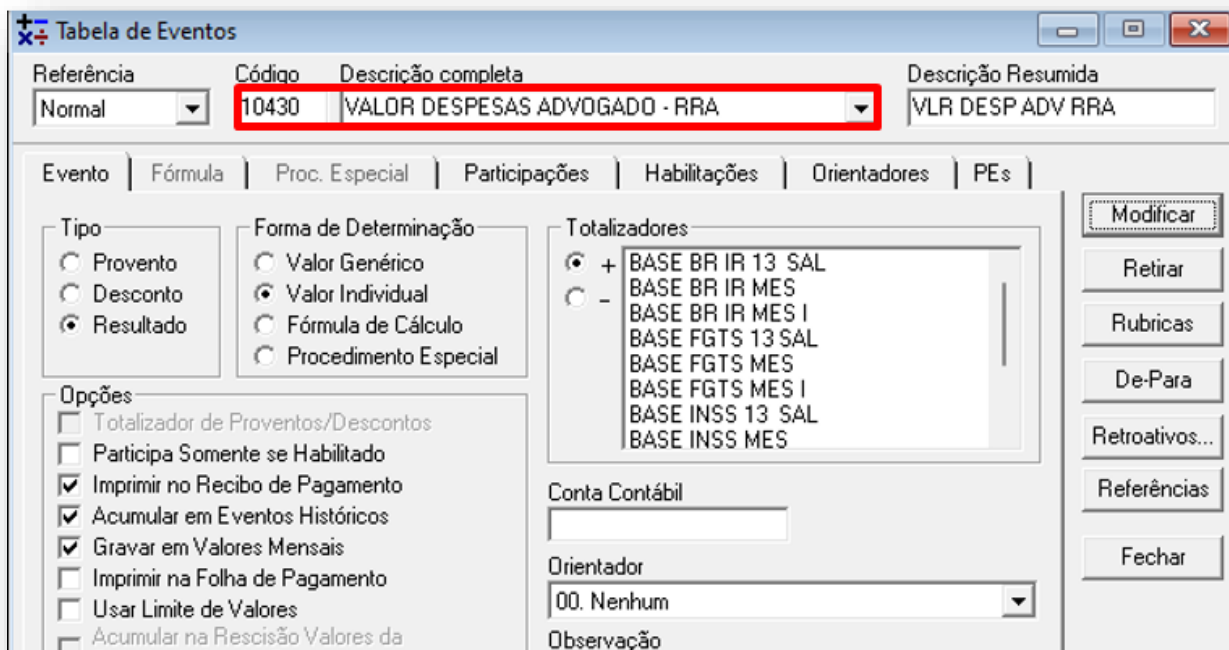 Tabela de Eventos
Referência Código Descrição completa Descrição Resumida
Normal 10430 VALOR DESPESAS ADVOGADO - RRA VLR DESP ADV RRA
Evento Fórmula Proc. Especial Participações Habilitações Orientadores PEs
Tipo
Provento
Desconto
Resultado
Forma de Determinação
Valor Genérico
Valor Individual
Fórmula de Cálculo
Procedimento Especial
Totalizadores
+
-
BASE BR IR 13 SAL
BASE BR IR MES
BASE BR IR MES I
BASE FGTS 13 SAL
BASE FGTS MES
BASE FGTS MES I
BASE INSS 13 SAL
BASE INSS MES
Opções
Totalizador de Proventos/Descontos
Participa Somente se Habilitado
Imprimir no Recibo de Pagamento
Acumular em Eventos Históricos
Gravar em Valores Mensais
Imprimir na Folha de Pagamento
Usar Limite de Valores
Acumular na Rescisão Valores da
Conta Contábil
Orientador
00. Nenhum
Observação
Modificar
Retirar
Rubricas
De-Para
Retroativos...
Referências
Fechar